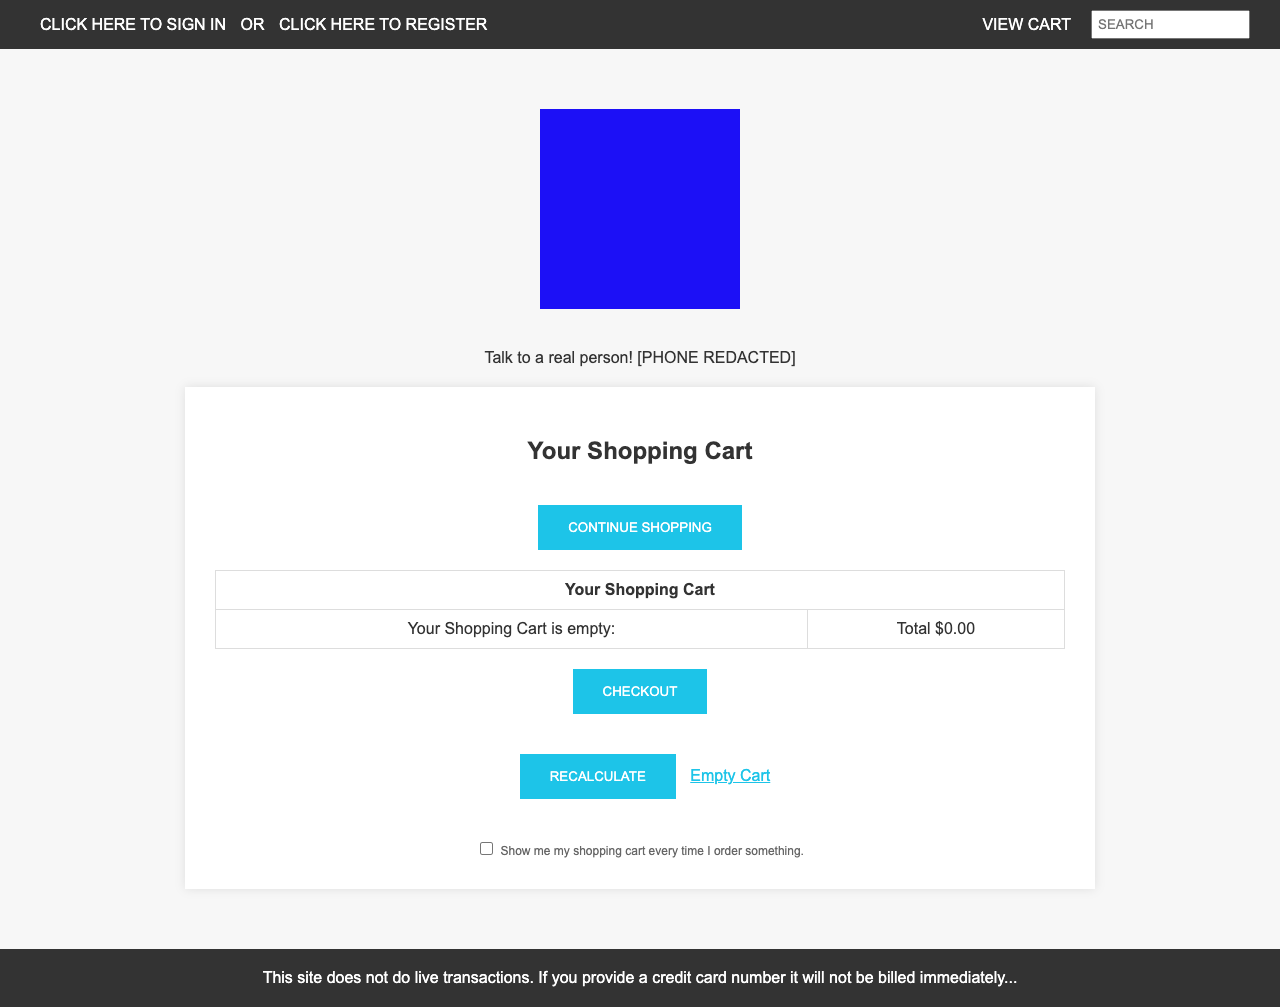 CLICK HERE TO SIGN IN OR CLICK HERE TO REGISTER VIEW CART SEARCH
Talk to a real person! [PHONE REDACTED]
Your Shopping Cart
CONTINUE SHOPPING
Your Shopping Cart
Your Shopping Cart is empty: Total $0.00
CHECKOUT
RECALCULATE Empty Cart
Show me my shopping cart every time I order something.
This site does not do live transactions. If you provide a credit card number it will not be billed immediately...